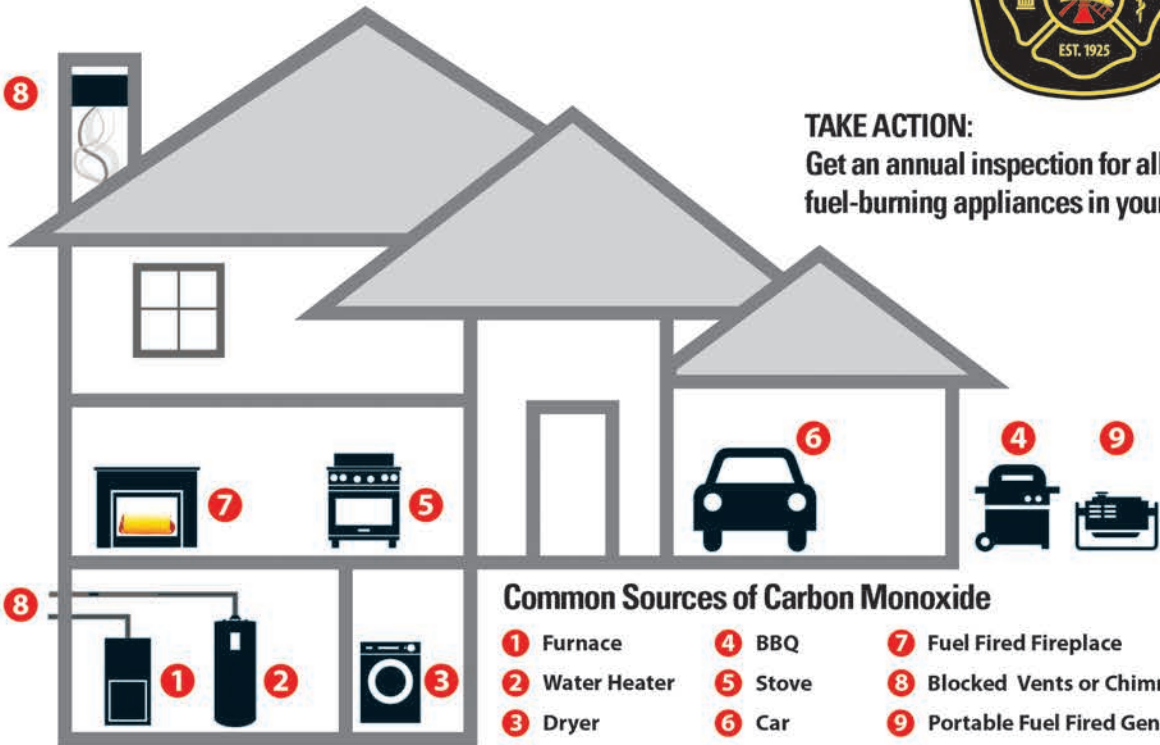 EST. 1925
TAKE ACTION:
Get an annual inspection for all
fuel-burning appliances in your
8
7
5
6
4
9
8
1
2
3
Common Sources of Carbon Monoxide
1 Furnace
2 Water Heater
3 Dryer
4 BBQ
5 Stove
6 Car
7 Fuel Fired Fireplace
8 Blocked Vents or Chim
9 Portable Fuel Fired Gen